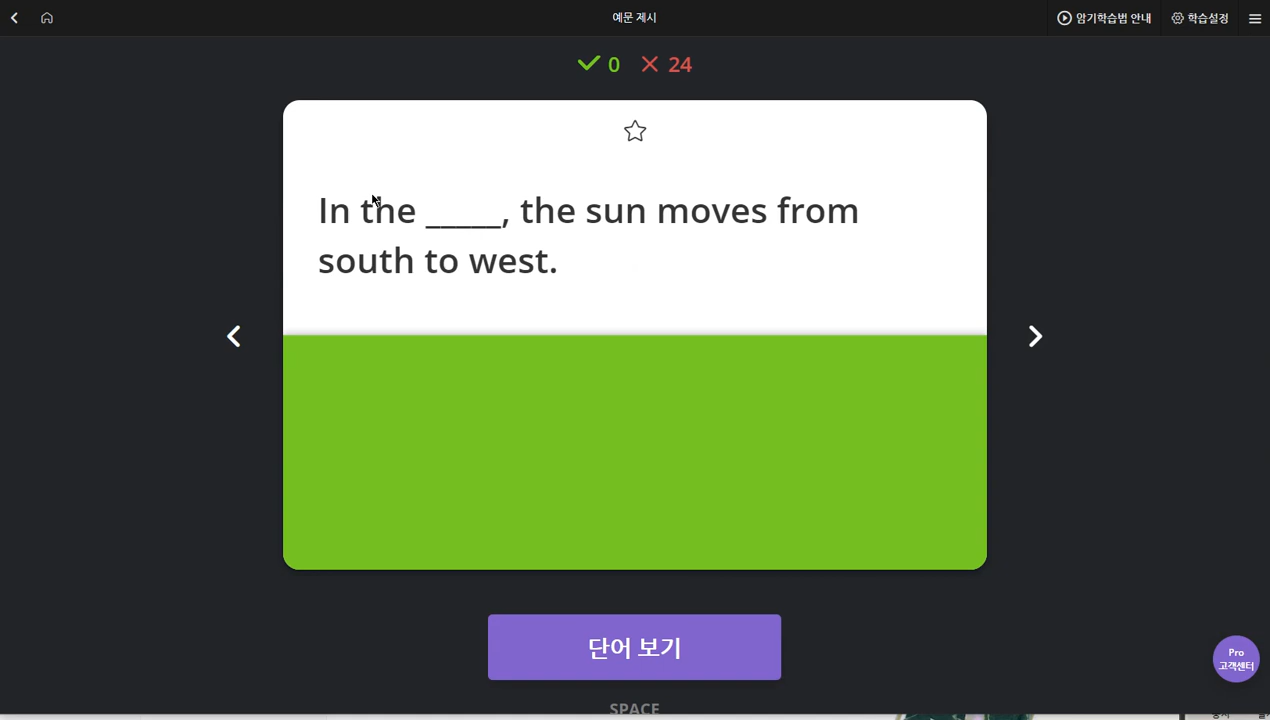 예문 제시
암기학습법 안내
학습설정
0
24
In the _____, the sun moves from
south to west.
단어 보기
Pro
고객센터
SPACE